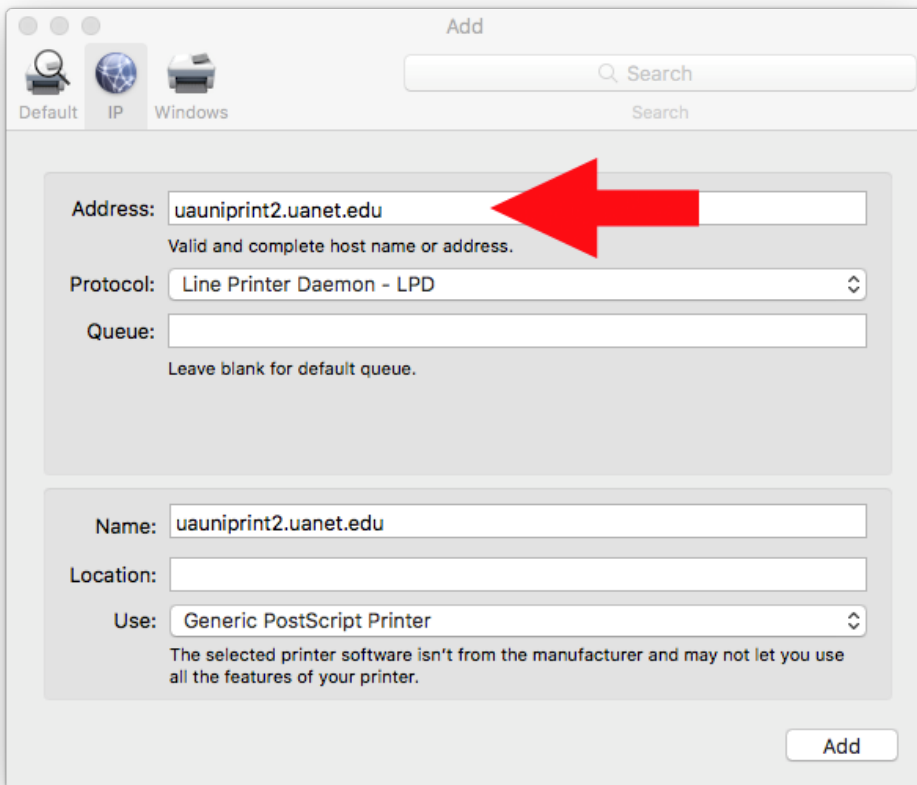 Add
Search
Default IP Windows
Search
Address: uauniprint2.uanet.edu
Valid and complete host name or address.
Protocol: Line Printer Daemon - LPD
Queue:
Leave blank for default queue.
Name: uauniprint2.uanet.edu
Location:
Use: Generic PostScript Printer
The selected printer software isn't from the manufacturer and may not let you use
all the features of your printer.
Add